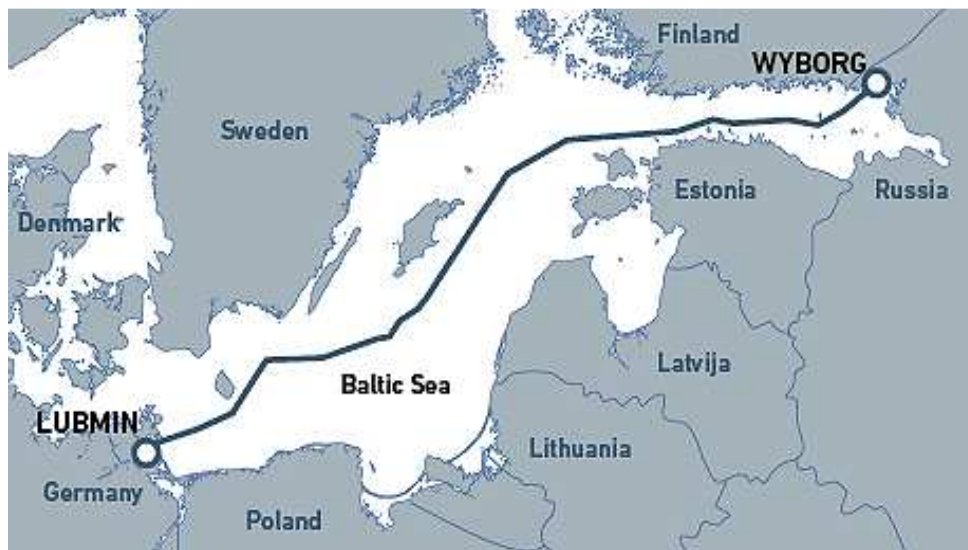 Finland
WYBORG
Sweden
Estonia
Russia
Denmark
Latvija
Baltic Sea
LUBMIN
Lithuania
Germany
Poland